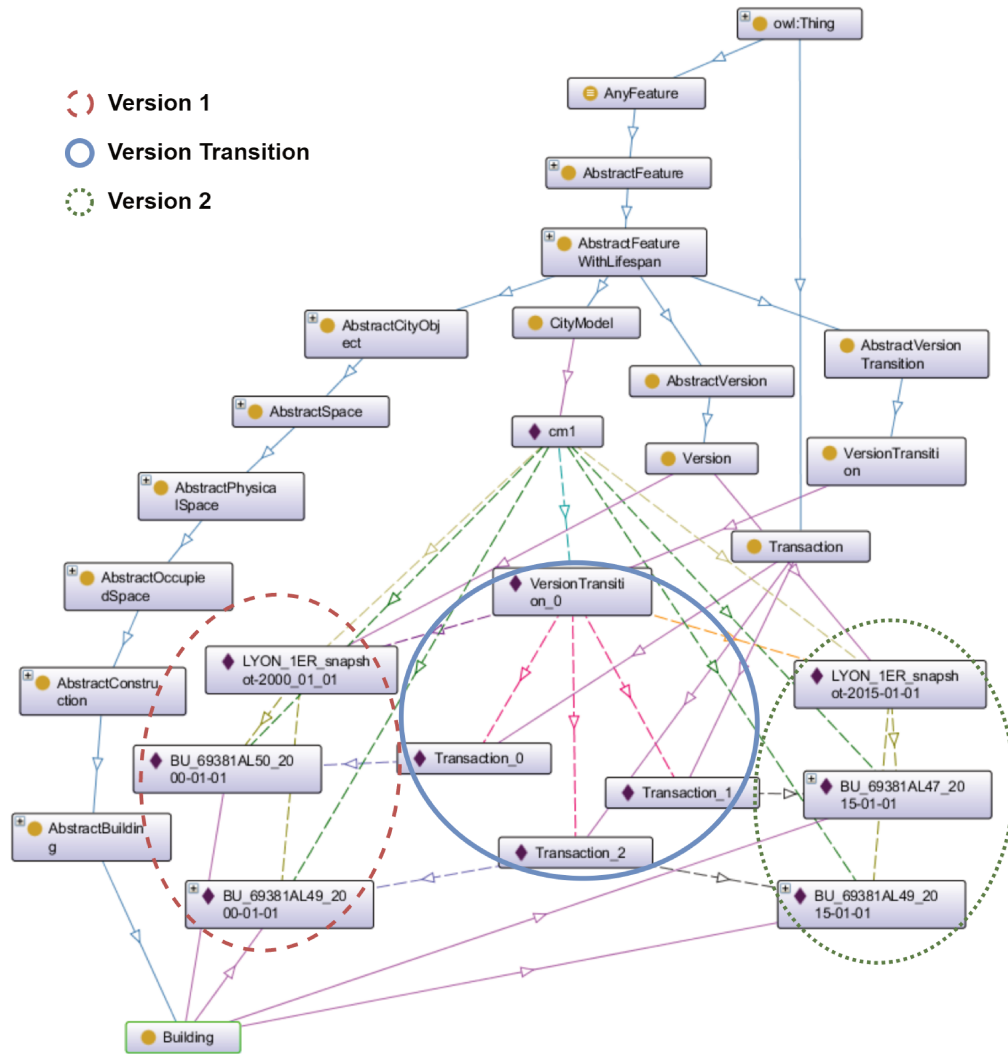 owl:Thing
AnyFeature
Version 1
Version Transition
AbstractFeature
Version 2
AbstractFeature
WithLifespan
AbstractCityObj
ect
CityModel
AbstractVersion
Transition
AbstractVersion
AbstractSpace
cm1
Version
VersionTransiti
on
AbstractPhysica
lSpace
Transaction
AbstractOccupie
dSpace
VersionTransiti
on_0
LYON_1ER_snapsh
ot-2000_01_01
LYON_1ER_snapsh
ot-2015-01-01
AbstractConstru
ction
BU_69381AL50_20
00-01-01
Transaction_0
Transaction_1
BU_69381AL47_20
15-01-01
AbstractBuildin
g
Transaction_2
BU_69381AL49_20
00-01-01
BU_69381AL49_20
15-01-01
Building